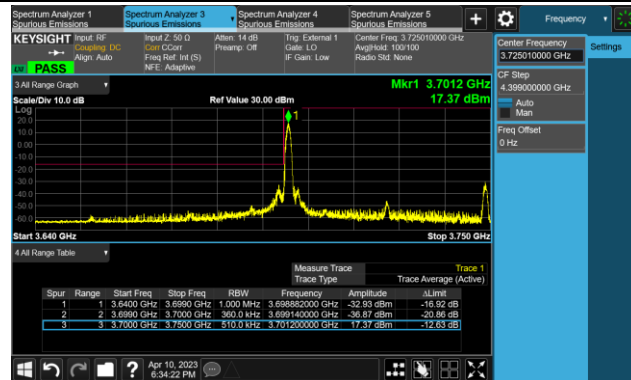 Spectrum Analyzer 1
Spurious Emissions
Spectrum Analyzer 3
Spurious Emissions
Spectrum Analyzer 4
Spurious Emissions
Spectrum Analyzer 5
Spurious Emissions
Frequency
KEYSIGHT
Input: RF
Coupling: DC
Align: Auto
Input Z: 50 Ω
Corr CCorr
Freq Ref: Int (S)
NFE: Adaptive
Atten: 14 dB
Preamp: Off
Trig: External 1
Gate: LO
IF Gain: Low
Center Freq: 3.725010000 GHz
Avg|Hold: 100/100
Radio Std: None
PASS
Center Frequency
3.725010000 GHz
Settings
CF Step
4.399000000 GHz
Auto
Man
Freq Offset
0 Hz
3 All Range Graph
Mkr1 3.7012 GHz
Scale/Div 10.0 dB
Ref Value 30.00 dBm
17.37 dBm
Log
20.0
10.0
0.00
-10.0
-20.0
-30.0
-40.0
-50.0
-60.0
1
Start 3.640 GHz
Stop 3.750 GHz
4 All Range Table
Measure Trace Trace 1
Trace Type Trace Average (Active)
Spur Range Start Freq Stop Freq RBW Frequency Amplitude ΔLimit
1 1 3.6400 GHz 3.6990 GHz 1.000 MHz 3.698882000 GHz -32.93 dBm -16.92 dB
2 2 3.6990 GHz 3.7000 GHz 360.0 kHz 3.699140000 GHz -36.87 dBm -20.86 dB
3 3 3.7000 GHz 3.7500 GHz 510.0 kHz 3.701200000 GHz 17.37 dBm -12.63 dB
Apr 10, 2023
6:34:22 PM